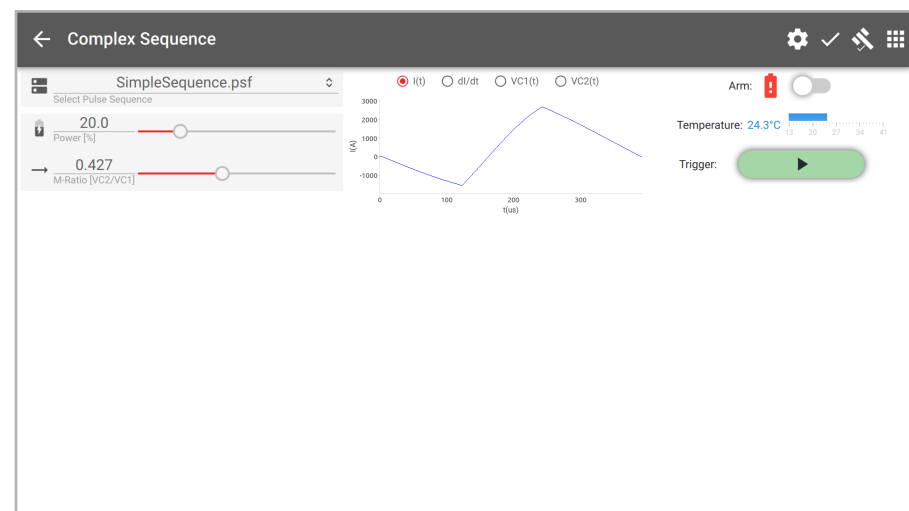 Complex Sequence
SimpleSequence.psf
Select Pulse Sequence
20.0
Power [%]
0.427
M-Ratio [VC2/VC1]
I(t) dI/dt VC1(t) VC2(t)
3000
2000
1000
0
-1000
I(A)
0 100 200 300
t(us)
Arm:
Temperature: 24.3°C
13 20 27 34 41
Trigger: